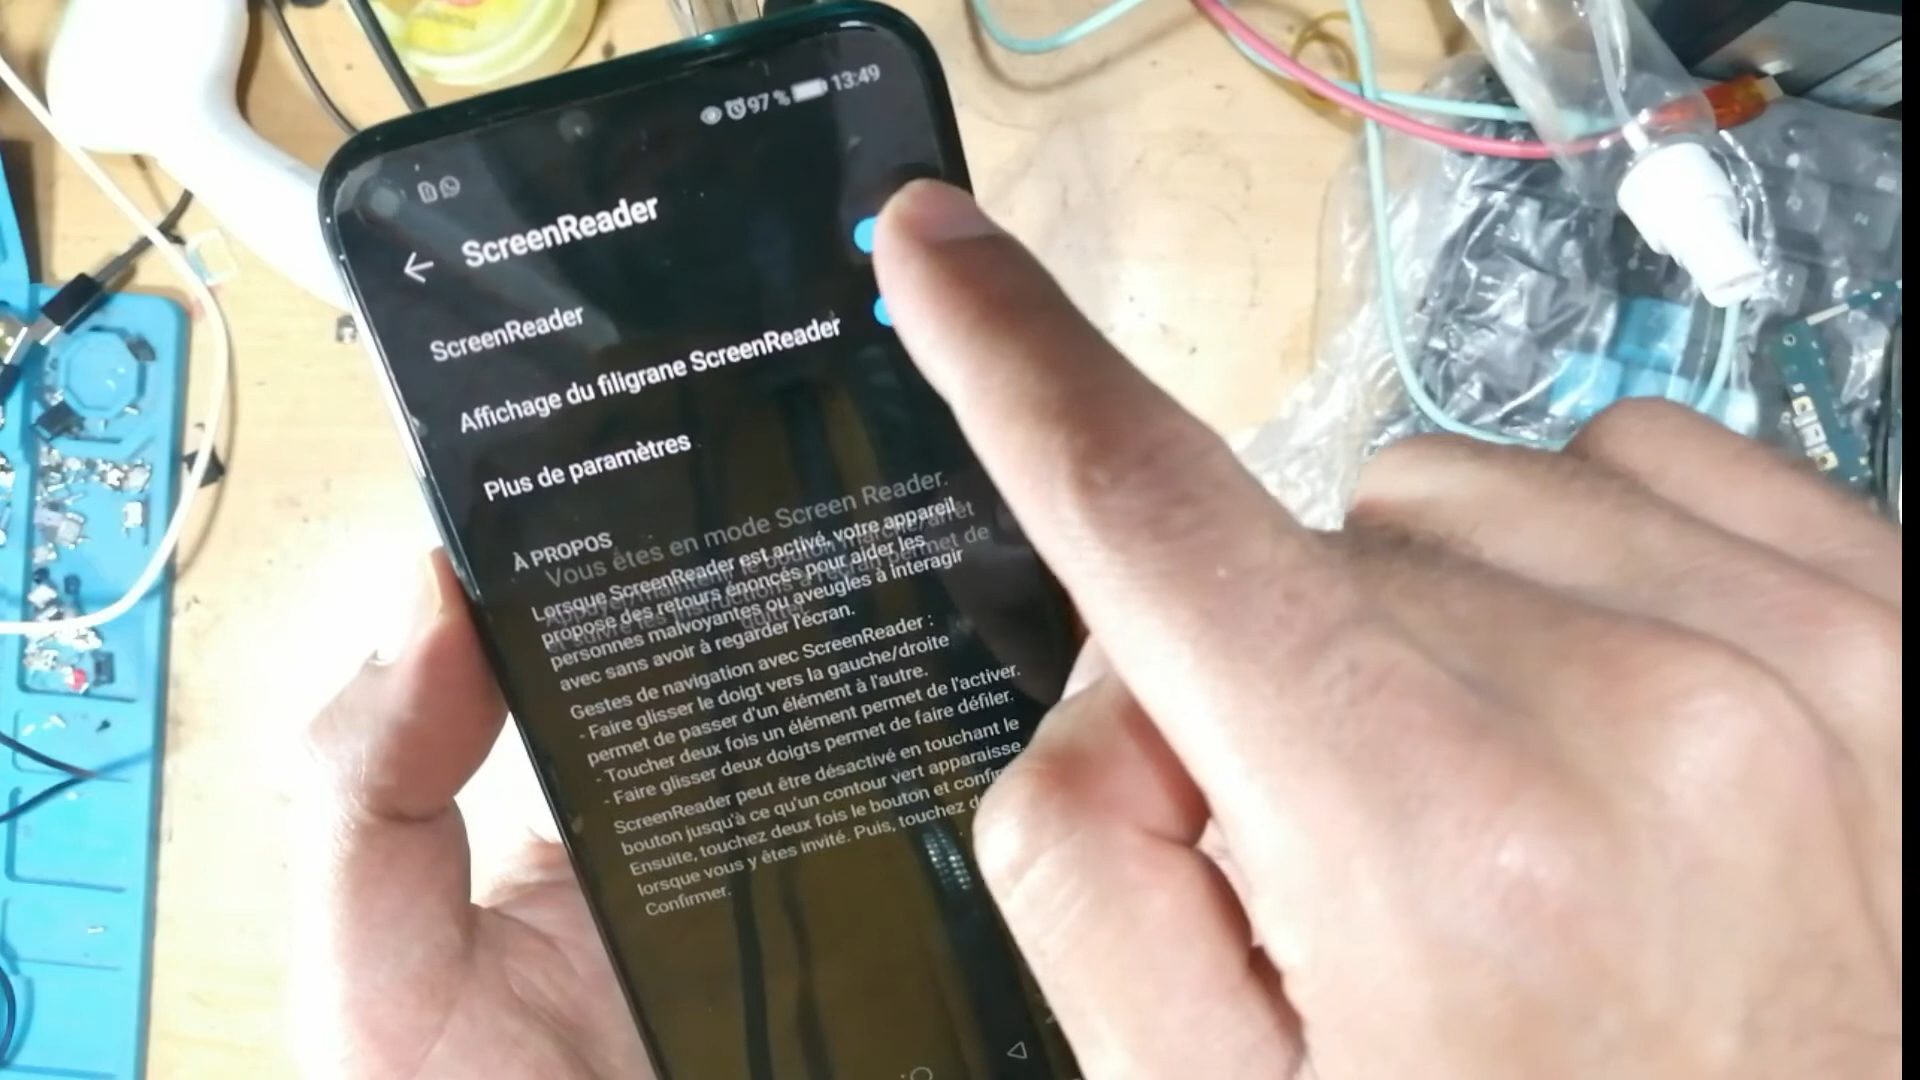 97 % 13:49
ScreenReader
ScreenReader
Affichage du filigrane ScreenReader
Plus de paramètres
Vous êtes en mode Screen Reader.
À PROPOS
Lorsque ScreenReader est activé, votre appareil
propose des retours énoncés pour aider les
personnes malvoyantes ou aveugles à interagir
avec sans avoir à regarder l'écran.
Gestes de navigation avec ScreenReader :
- Faire glisser le doigt vers la gauche/droite
permet de passer d'un élément à l'autre.
- Toucher deux fois un élément permet de l'activer.
- Faire glisser deux doigts permet de faire défiler.
ScreenReader peut être désactivé en touchant le
bouton jusqu'à ce qu'un contour vert apparaisse.
Ensuite, touchez deux fois le bouton et
lorsque vous y êtes invité. Puis, touchez
Confirmer.